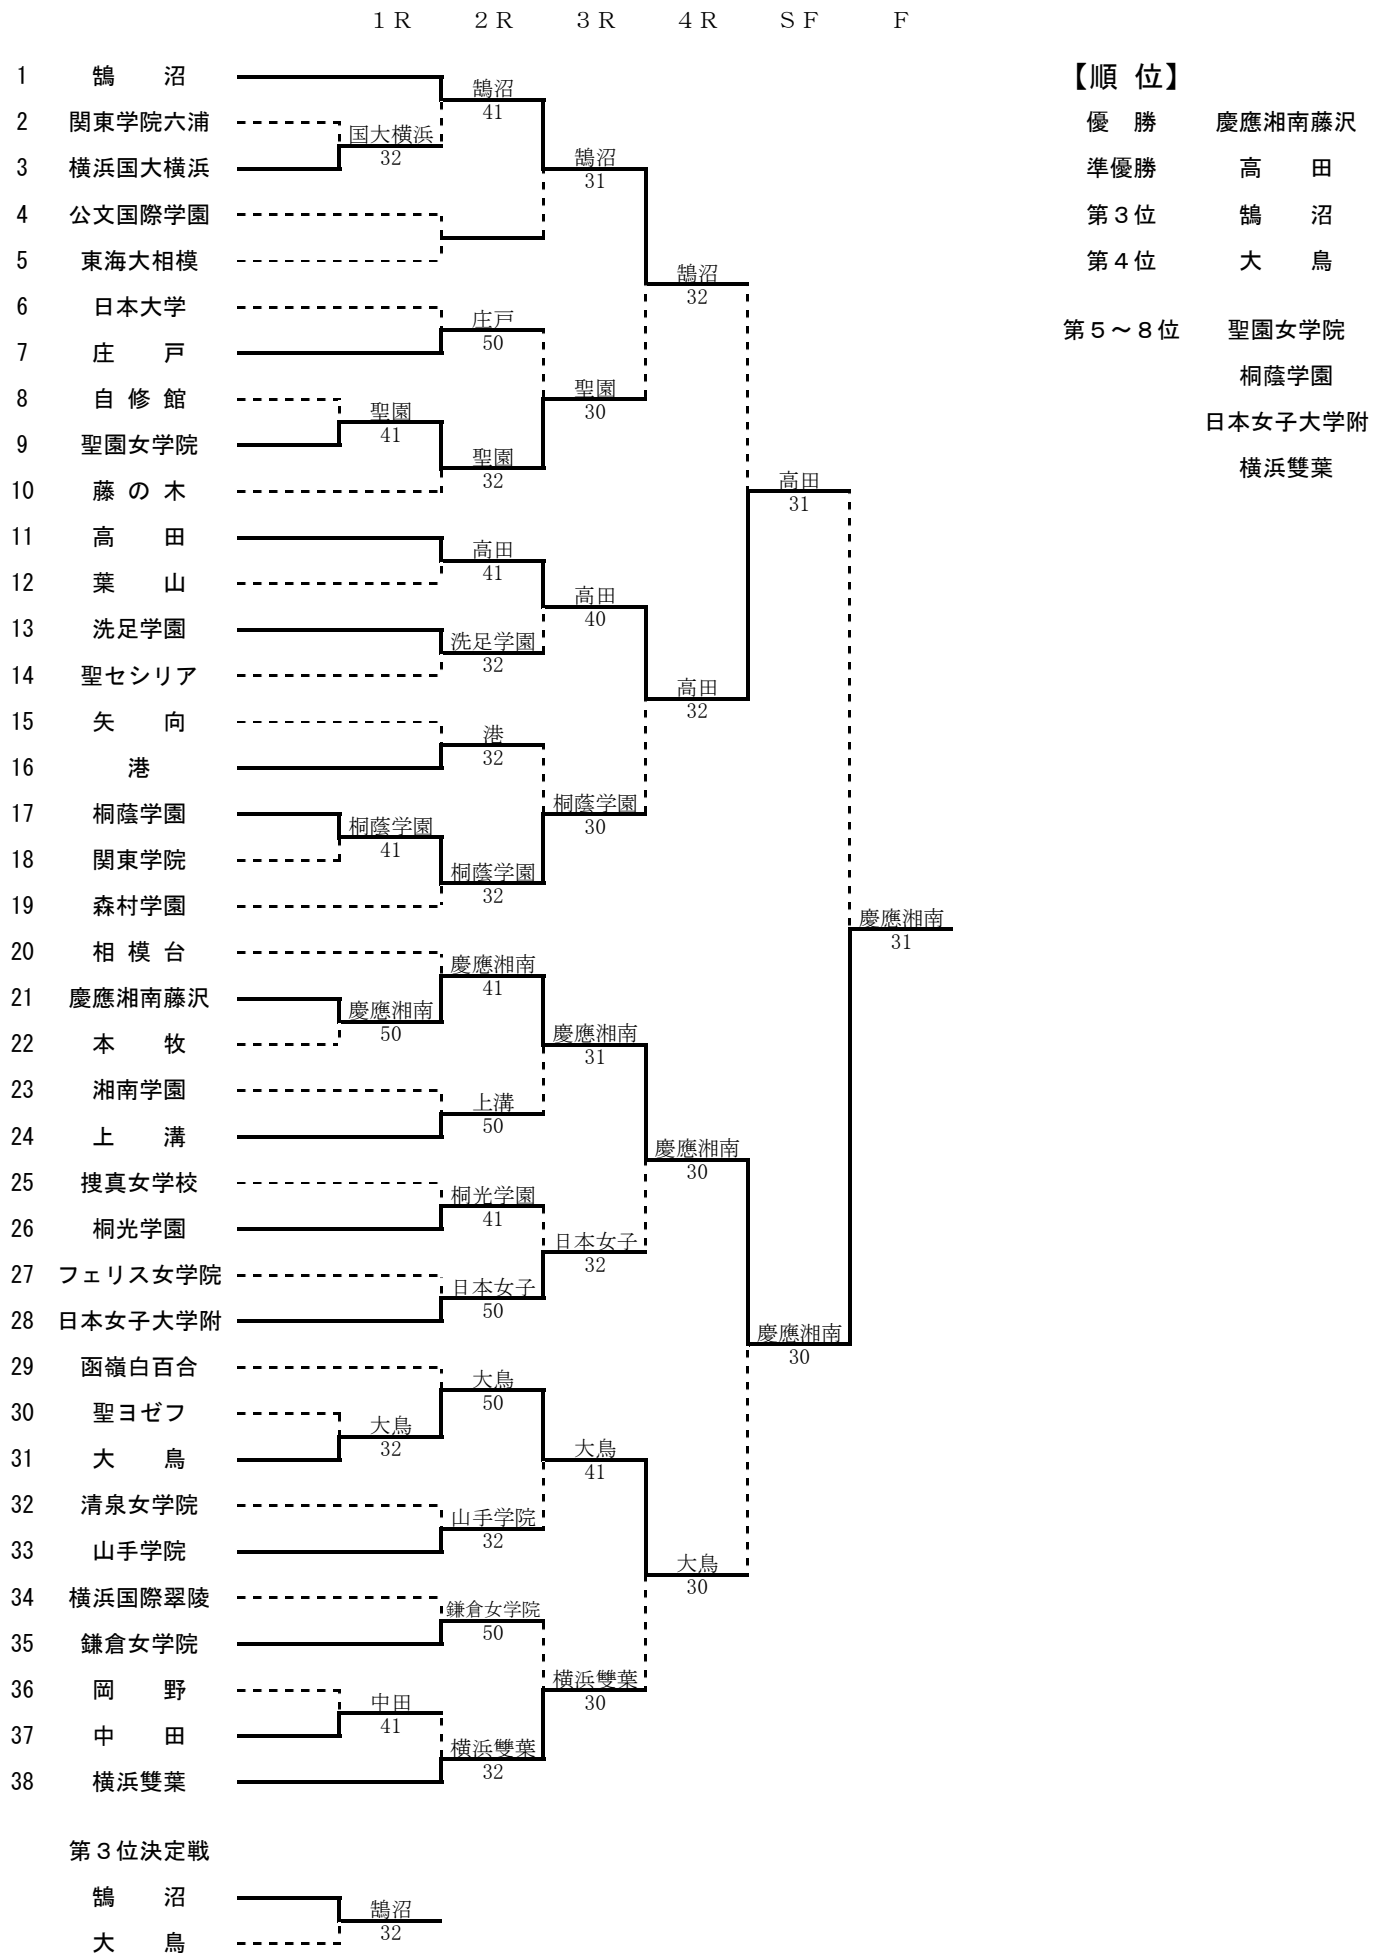 １Ｒ ２Ｒ ３Ｒ ４Ｒ ＳＦ Ｆ
1 鵠　沼
2 関東学院六浦
3 横浜国大横浜
4 公文国際学園
5 東海大相模
6 日本大学
7 庄　戸
8 自修館
9 聖園女学院
10 藤の木
11 高　田
12 葉　山
13 洗足学園
14 聖セシリア
15 矢　向
16 港
17 桐蔭学園
18 関東学院
19 森村学園
20 相模台
21 慶應湘南藤沢
22 本　牧
23 湘南学園
24 上　溝
25 捜真女学校
26 桐光学園
27 フェリス女学院
28 日本女子大学附
29 函嶺白百合
30 聖ヨゼフ
31 大　鳥
32 清泉女学院
33 山手学院
34 横浜国際翠陵
35 鎌倉女学院
36 岡　野
37 中　田
38 横浜雙葉
国大横浜
32
聖園
41
桐蔭学園
41
慶應湘南
50
大鳥
32
中田
41
鵠沼
41
庄戸
50
聖園
32
高田
41
洗足学園
32
港
32
桐蔭学園
32
慶應湘南
41
上溝
50
桐光学園
41
日本女子
50
大鳥
50
山手学院
32
鎌倉女学院
50
横浜雙葉
32
鵠沼
31
聖園
30
高田
40
桐蔭学園
30
慶應湘南
31
日本女子
32
大鳥
41
横浜雙葉
30
鵠沼
32
高田
32
慶應湘南
30
大鳥
30
高田
31
慶應湘南
30
慶應湘南
31
【順 位】
優　勝 慶應湘南藤沢
準優勝 高　田
第３位 鵠　沼
第４位 大　鳥
第５～８位 聖園女学院
桐蔭学園
日本女子大学附
横浜雙葉
第３位決定戦
鵠　沼
大　鳥
鵠沼
32